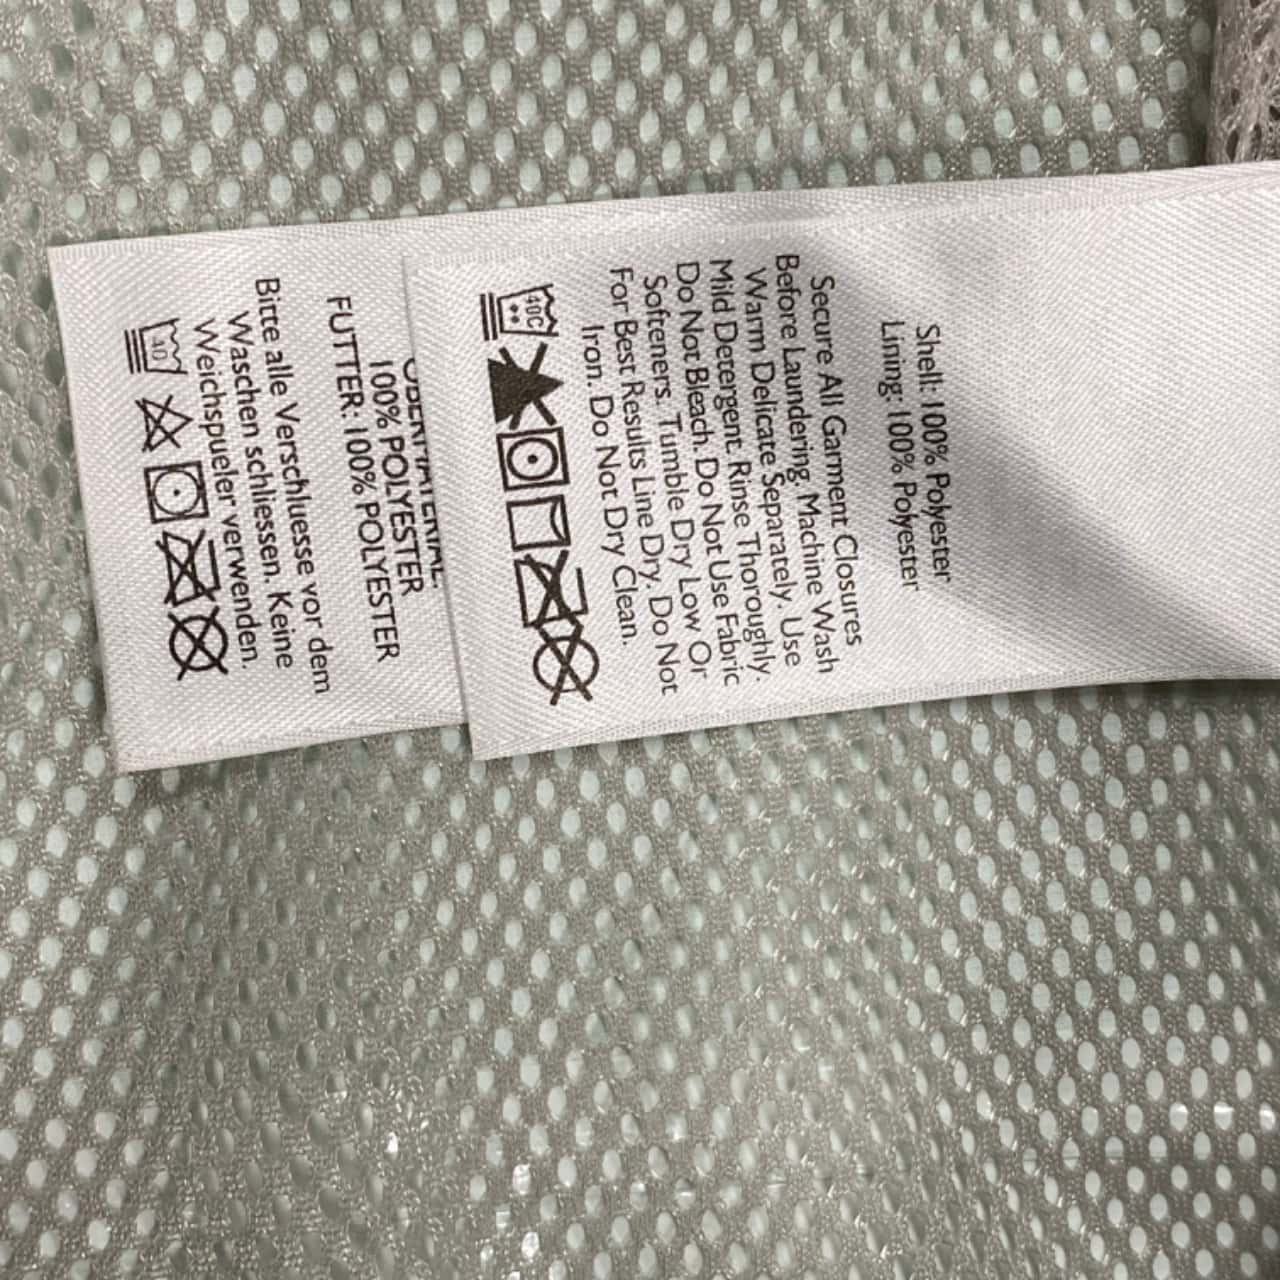 Shell: 100% Polyester
Lining: 100% Polyester
Secure All Garment Closures
Before Laundering. Machine Wash
Warm Delicate Separately. Use
Mild Detergent. Rinse Thoroughly.
Do Not Bleach. Do Not Use Fabric
Softeners. Tumble Dry Low Or
For Best Results Line Dry. Do Not
Iron. Do Not Dry Clean.
40C
OBERMATERIAL:
100% POLYESTER
FUTTER: 100% POLYESTER
Bitte alle Verschluesse vor dem
Waschen schliessen. Keine
Weichspueler verwenden.
40